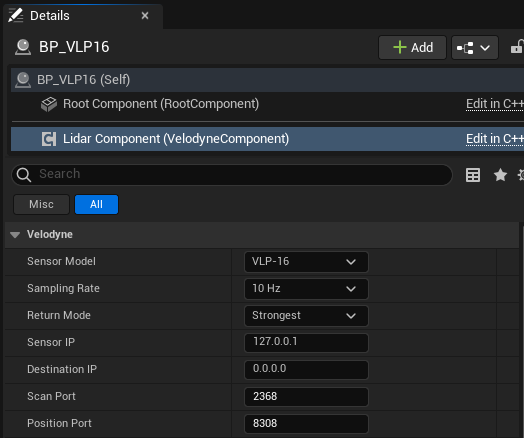 Details
BP_VLP16
Add
BP_VLP16 (Self)
Root Component (RootComponent) Edit in C++
Lidar Component (VelodyneComponent) Edit in C++
Search
Misc All
Velodyne
Sensor Model VLP-16
Sampling Rate 10 Hz
Return Mode Strongest
Sensor IP 127.0.0.1
Destination IP 0.0.0.0
Scan Port 2368
Position Port 8308